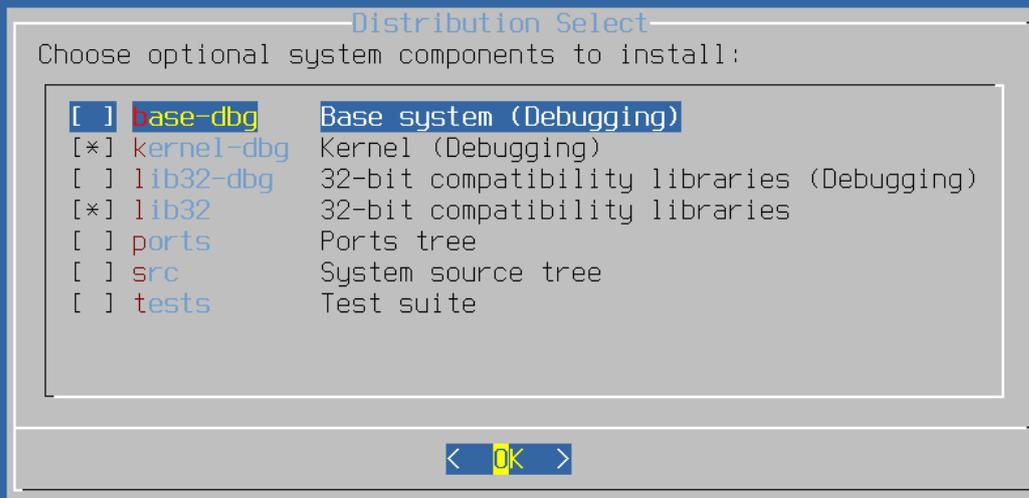 Distribution Select
Choose optional system components to install:
[ ] base-dbg Base system (Debugging)
[*] kernel-dbg Kernel (Debugging)
[ ] lib32-dbg 32-bit compatibility libraries (Debugging)
[*] lib32 32-bit compatibility libraries
[ ] ports Ports tree
[ ] src System source tree
[ ] tests Test suite
< OK >